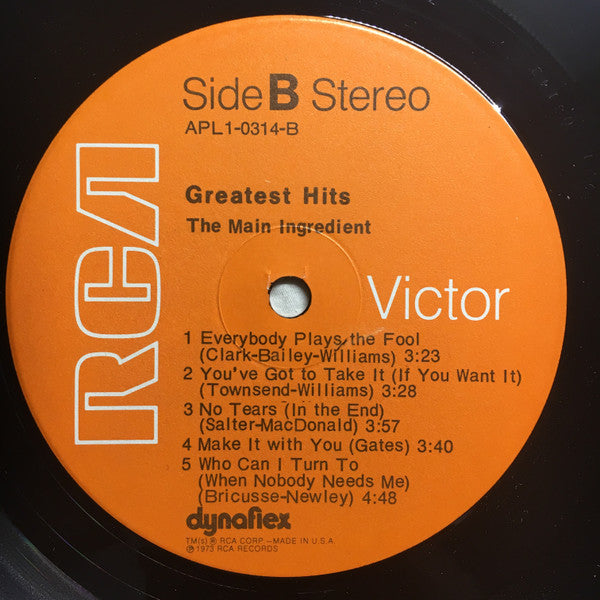 Side B Stereo
APL1-0314-B
RCA
Greatest Hits
The Main Ingredient
Victor
1 Everybody Plays the Fool
(Clark-Bailey-Williams) 3:23
2 You've Got to Take It (If You Want It)
(Townsend-Williams) 3:28
3 No Tears (In the End)
(Salter-MacDonald) 3:57
4 Make It with You (Gates) 3:40
5 Who Can I Turn To
(When Nobody Needs Me)
(Bricusse-Newley) 4:48
dynaflex
TM(s) ® RCA CORP.-MADE IN U.S.A.
℗ 1973 RCA RECORDS